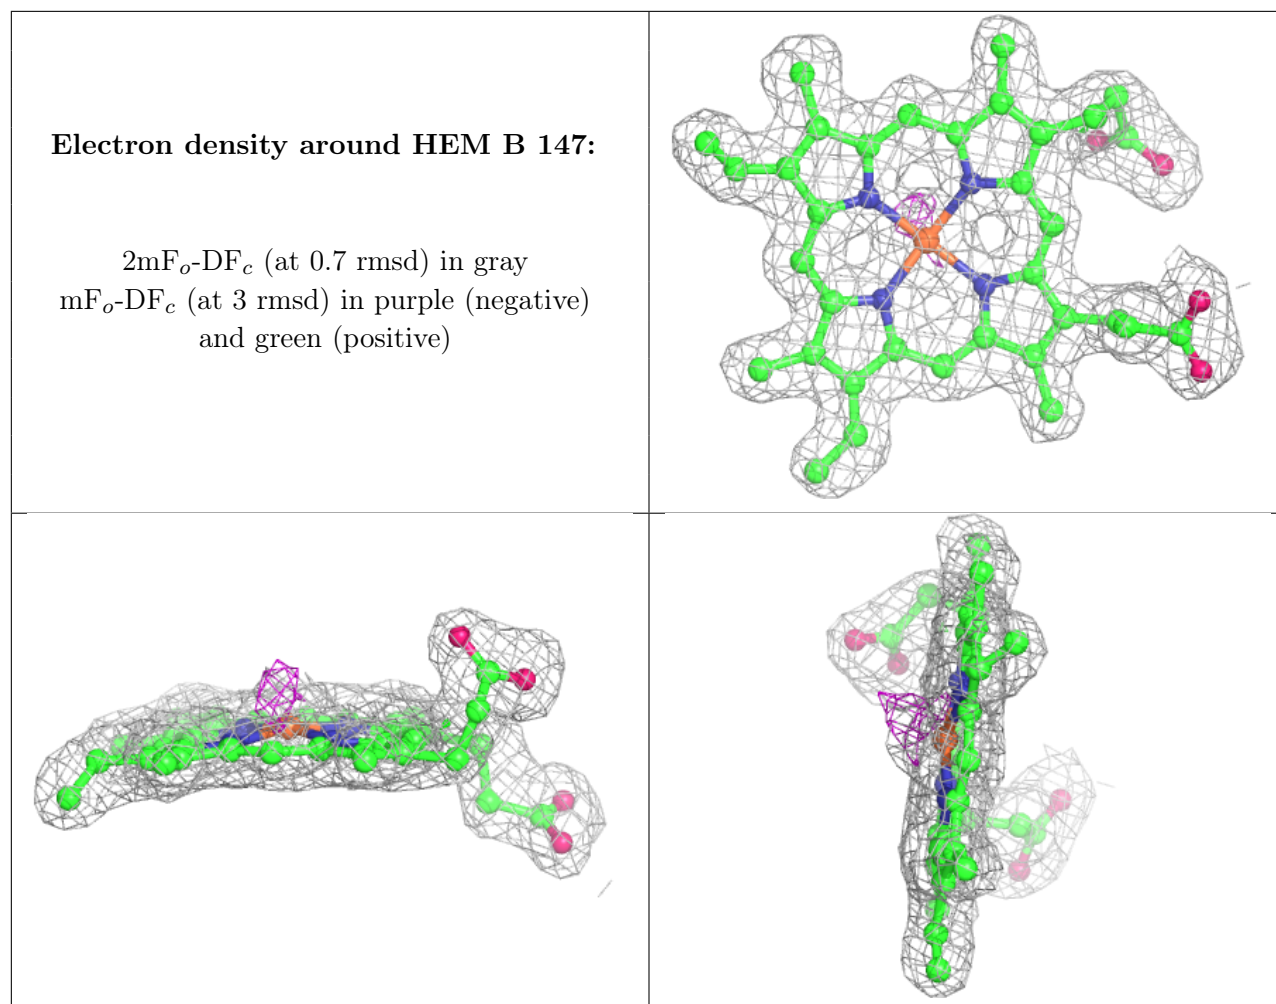 Electron density around HEM B 147:
2mFₒ-DF𝒸 (at 0.7 rmsd) in gray
mFₒ-DF𝒸 (at 3 rmsd) in purple (negative)
and green (positive)